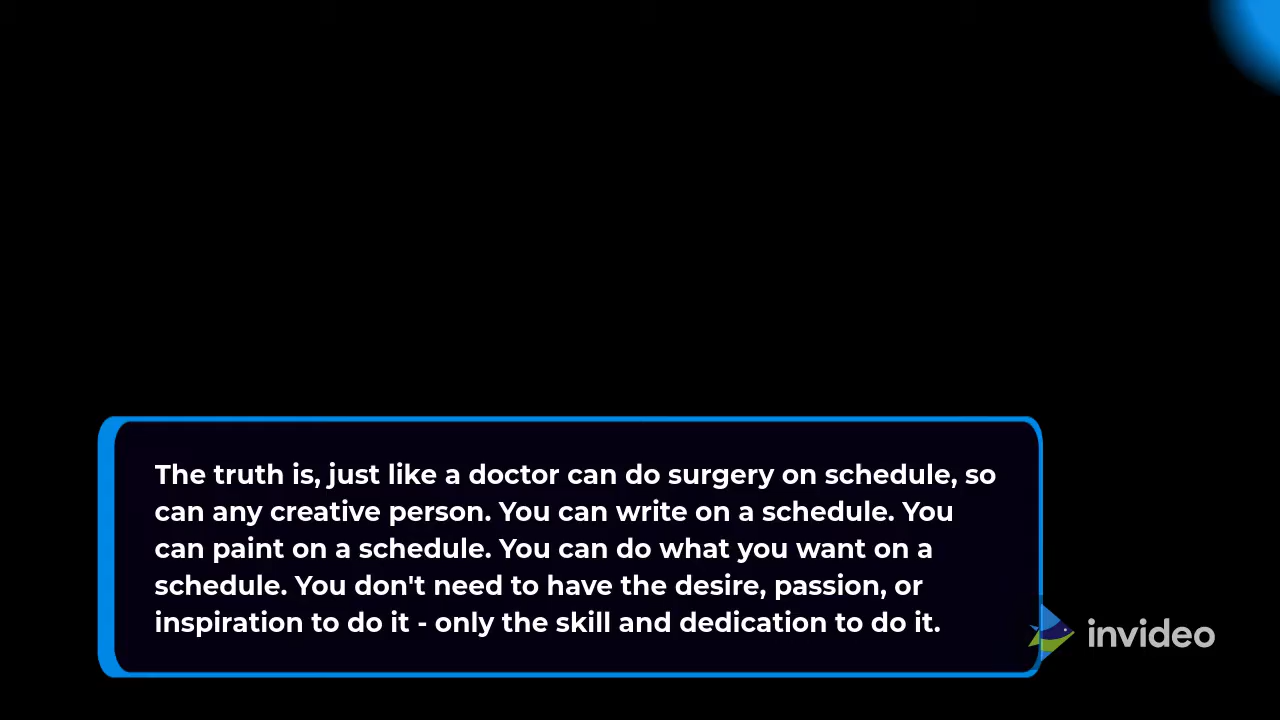 The truth is, just like a doctor can do surgery on schedule, so
can any creative person. You can write on a schedule. You
can paint on a schedule. You can do what you want on a
schedule. You don't need to have the desire, passion, or
inspiration to do it - only the skill and dedication to do it.
invideo